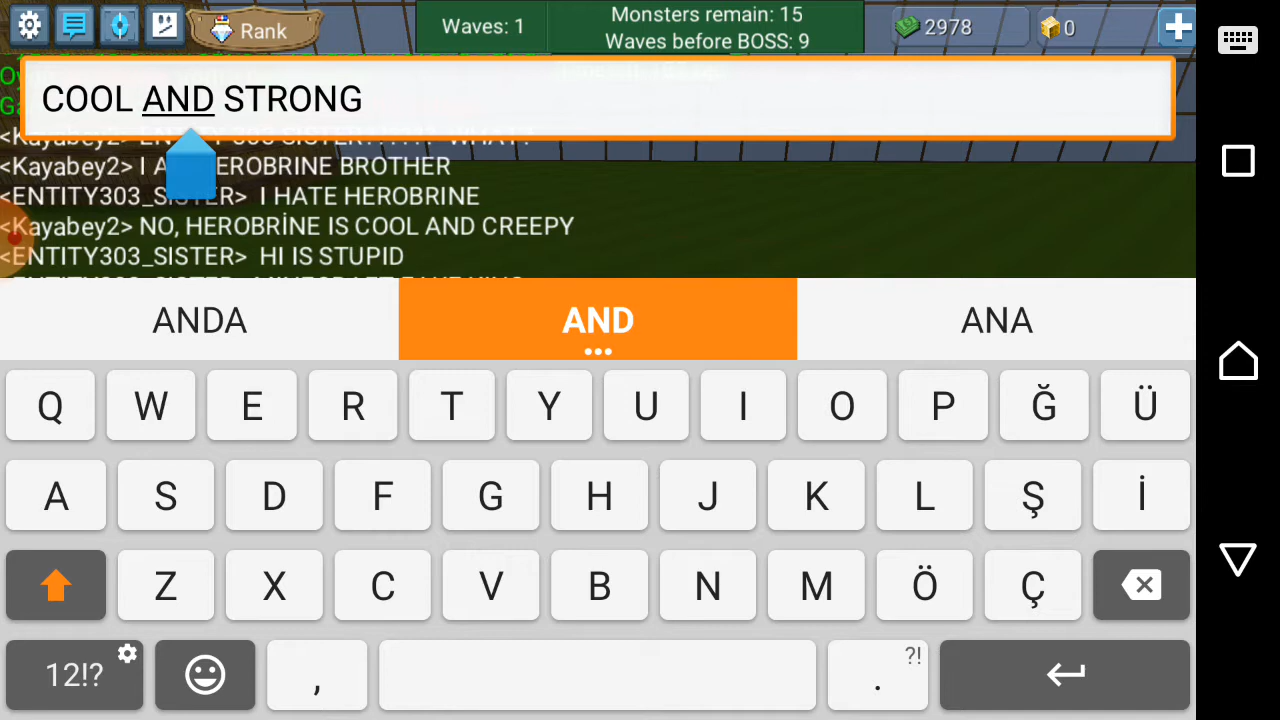 Rank
Waves: 1
Monsters remain: 15
Waves before BOSS: 9
2978
0
COOL AND STRONG
<Kayabey2> I A HEROBRINE BROTHER
<ENTITY303_SISTER> I HATE HEROBRINE
<Kayabey2> NO, HEROBRİNE IS COOL AND CREEPY
<ENTITY303_SISTER> HI IS STUPID
ANDA AND ANA
Q W E R T Y U I O P Ğ Ü
A S D F G H J K L Ş İ
Z X C V B N M Ö Ç
12!? , . ?!